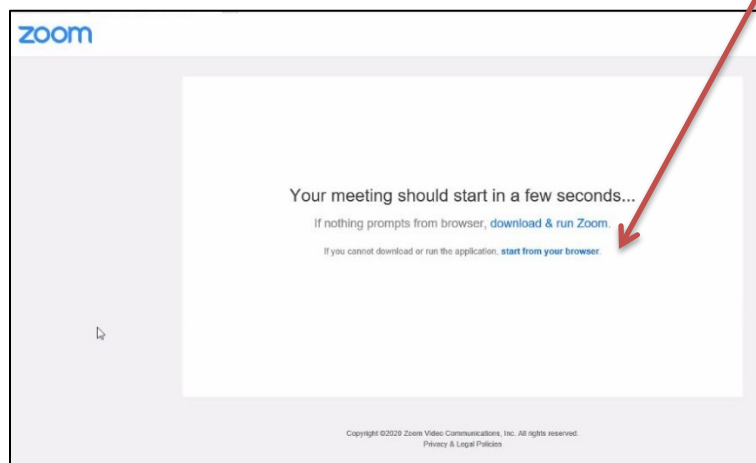 zoom
Your meeting should start in a few seconds...
If nothing prompts from browser, download & run Zoom.
If you cannot download or run the application, start from your browser.
Copyright ©2020 Zoom Video Communications, Inc. All rights reserved.
Privacy & Legal Policies